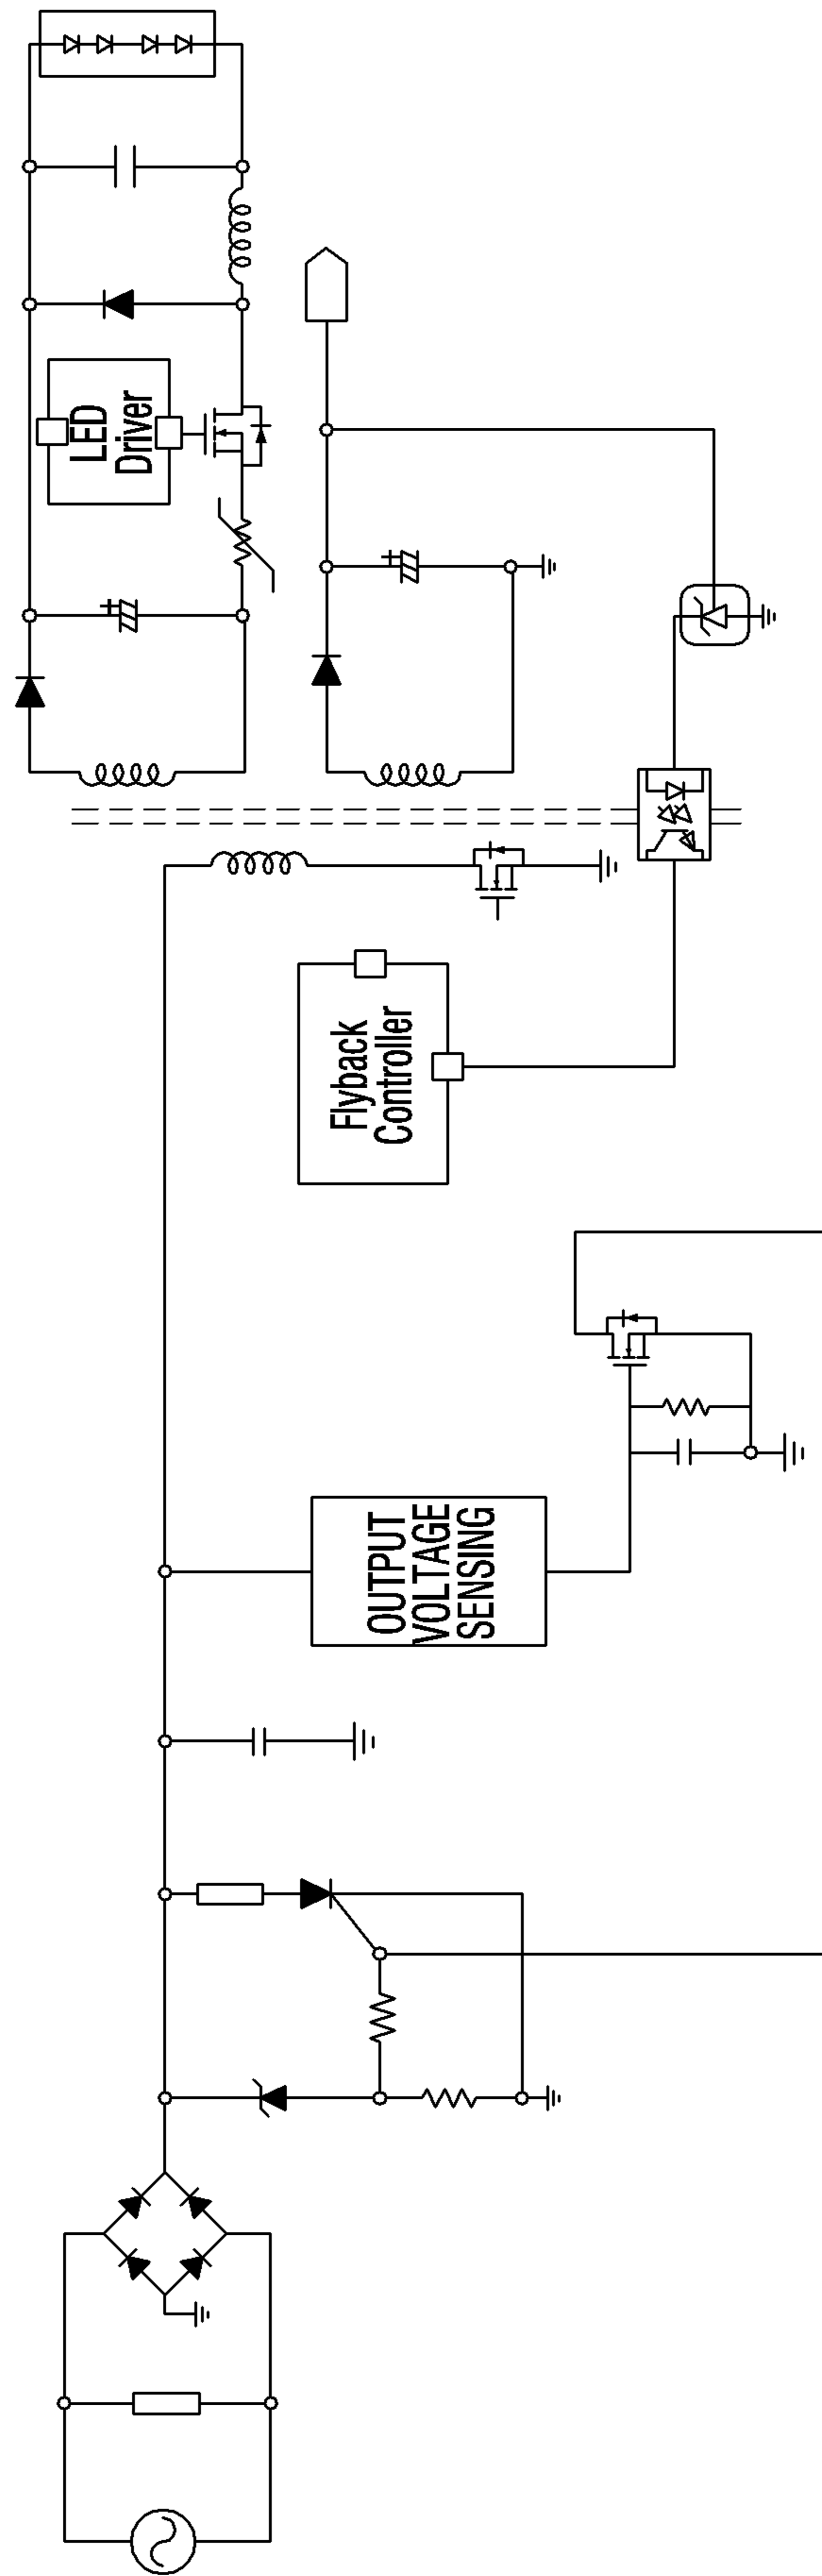 LED
Driver
Flyback
Controller
OUTPUT
VOLTAGE
SENSING